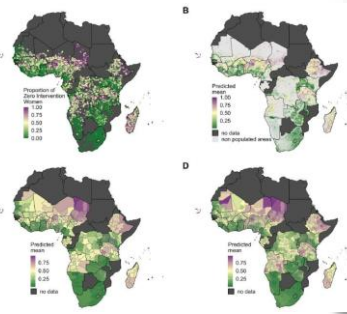 B
Proportion of
Zero Intervention
Women
1.00
0.75
0.50
0.25
0.00
Predicted
mean
1.00
0.75
0.50
0.25
no data
non populated areas
D
Predicted
mean
0.75
0.50
0.25
no data
Predicted
mean
0.75
0.50
0.25
no data